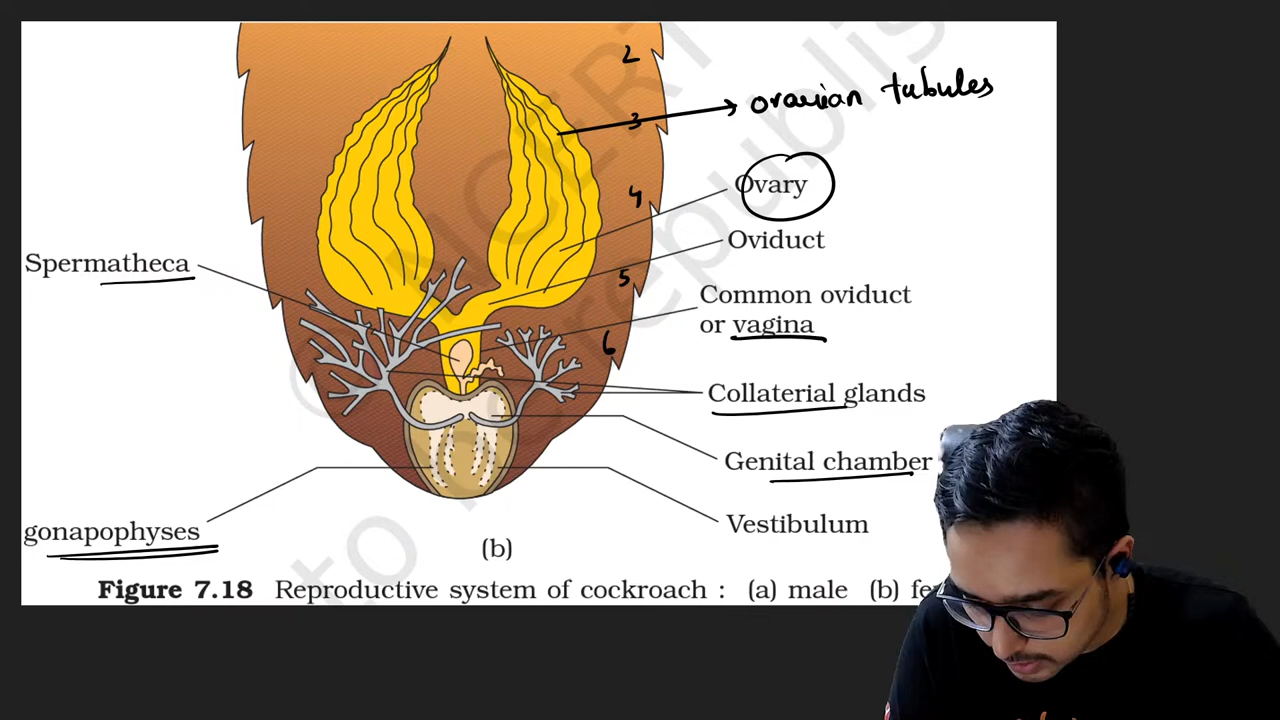 2
ovarian tubules
3
Ovary
4
Oviduct
Spermatheca
5
Common oviduct
or vagina
6
Collaterial glands
Genital chamber
Vestibulum
gonapophyses
(b)
Figure 7.18 Reproductive system of cockroach : (a) male (b) fe